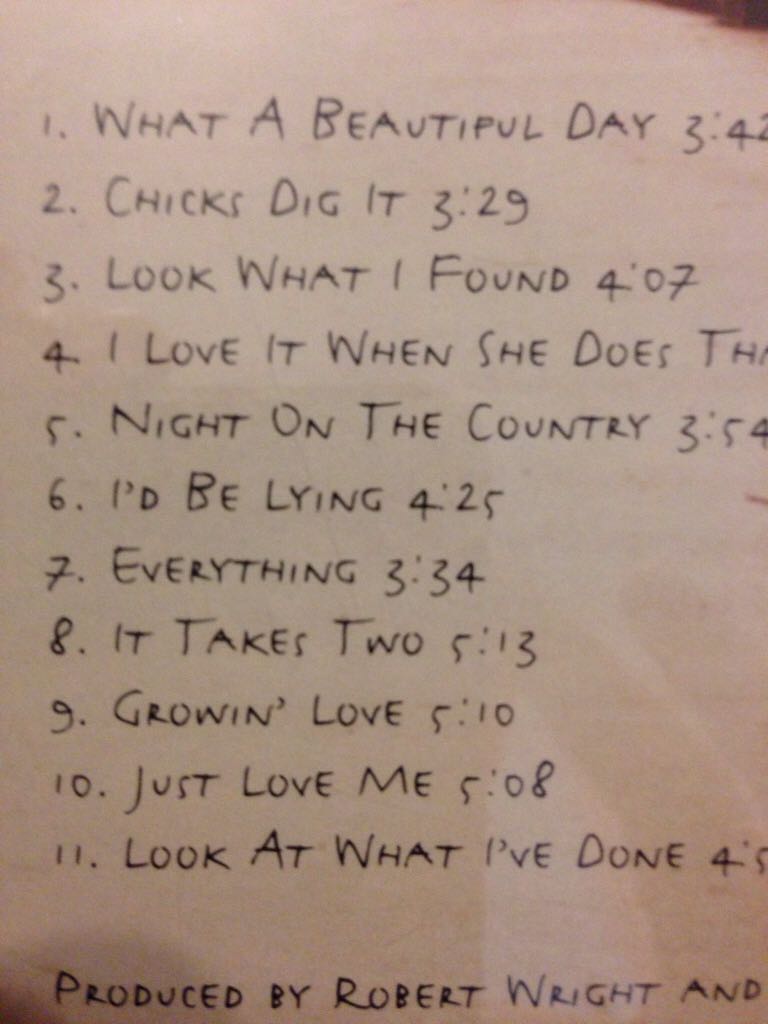 1. WHAT A BEAUTIFUL DAY 3:42
2. CHICKS DIG IT 3:29
3. LOOK WHAT I FOUND 4:07
4 I LOVE IT WHEN SHE DOES THA
5. NIGHT ON THE COUNTRY 3:54
6. I'D BE LYING 4:25
7. EVERYTHING 3:34
8. IT TAKES TWO 5:13
9. GROWIN' LOVE 5:10
10. JUST LOVE ME 5:08
11. LOOK AT WHAT I'VE DONE 4:5
PRODUCED BY ROBERT WRIGHT AND